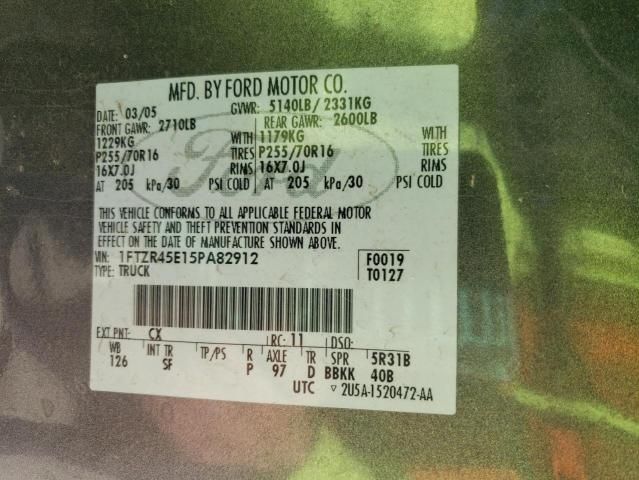 MFD. BY FORD MOTOR CO.
DATE: 03/05 GVWR: 5140LB/ 2331KG
FRONT GAWR: 2710LB REAR GAWR: 2600LB
1229KG WITH 1179KG WITH
P255/70R16 TIRES P255/70R16 TIRES
16X7.0J RIMS 16X7.0J RIMS
AT 205 kPa/30 PSI COLD AT 205 kPa/30 PSI COLD
Ford
THIS VEHICLE CONFORMS TO ALL APPLICABLE FEDERAL MOTOR
VEHICLE SAFETY AND THEFT PREVENTION STANDARDS IN
EFFECT ON THE DATE OF MANUFACTURE SHOWN ABOVE.
VIN: 1FTZR45E15PA82912 F0019
TYPE: TRUCK T0127
EXT PNT: CX RC: 11 DSO:
WB INT TR TP/PS R AXLE TR SPR 5R31B
126 SF P 97 D BBKK 40B
UTC ▽ 2U5A-1520472-AA